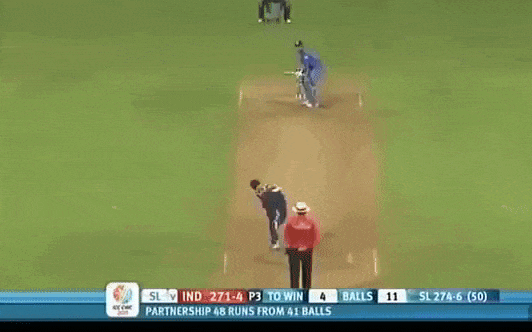 SL v IND 271-4 P3 TO WIN 4 BALLS 11 SL 274-6 (50)
PARTNERSHIP 48 RUNS FROM 41 BALLS